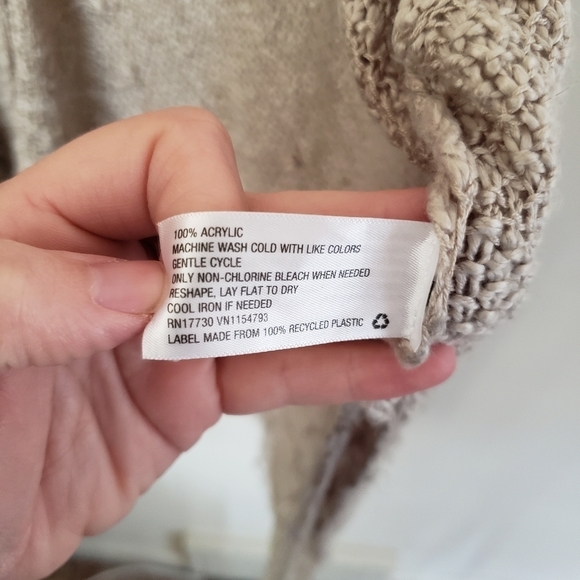 100% ACRYLIC
MACHINE WASH COLD WITH LIKE COLORS
GENTLE CYCLE
ONLY NON-CHLORINE BLEACH WHEN NEEDED
RESHAPE, LAY FLAT TO DRY
COOL IRON IF NEEDED
RN17730 VN1154793
LABEL MADE FROM 100% RECYCLED PLASTIC